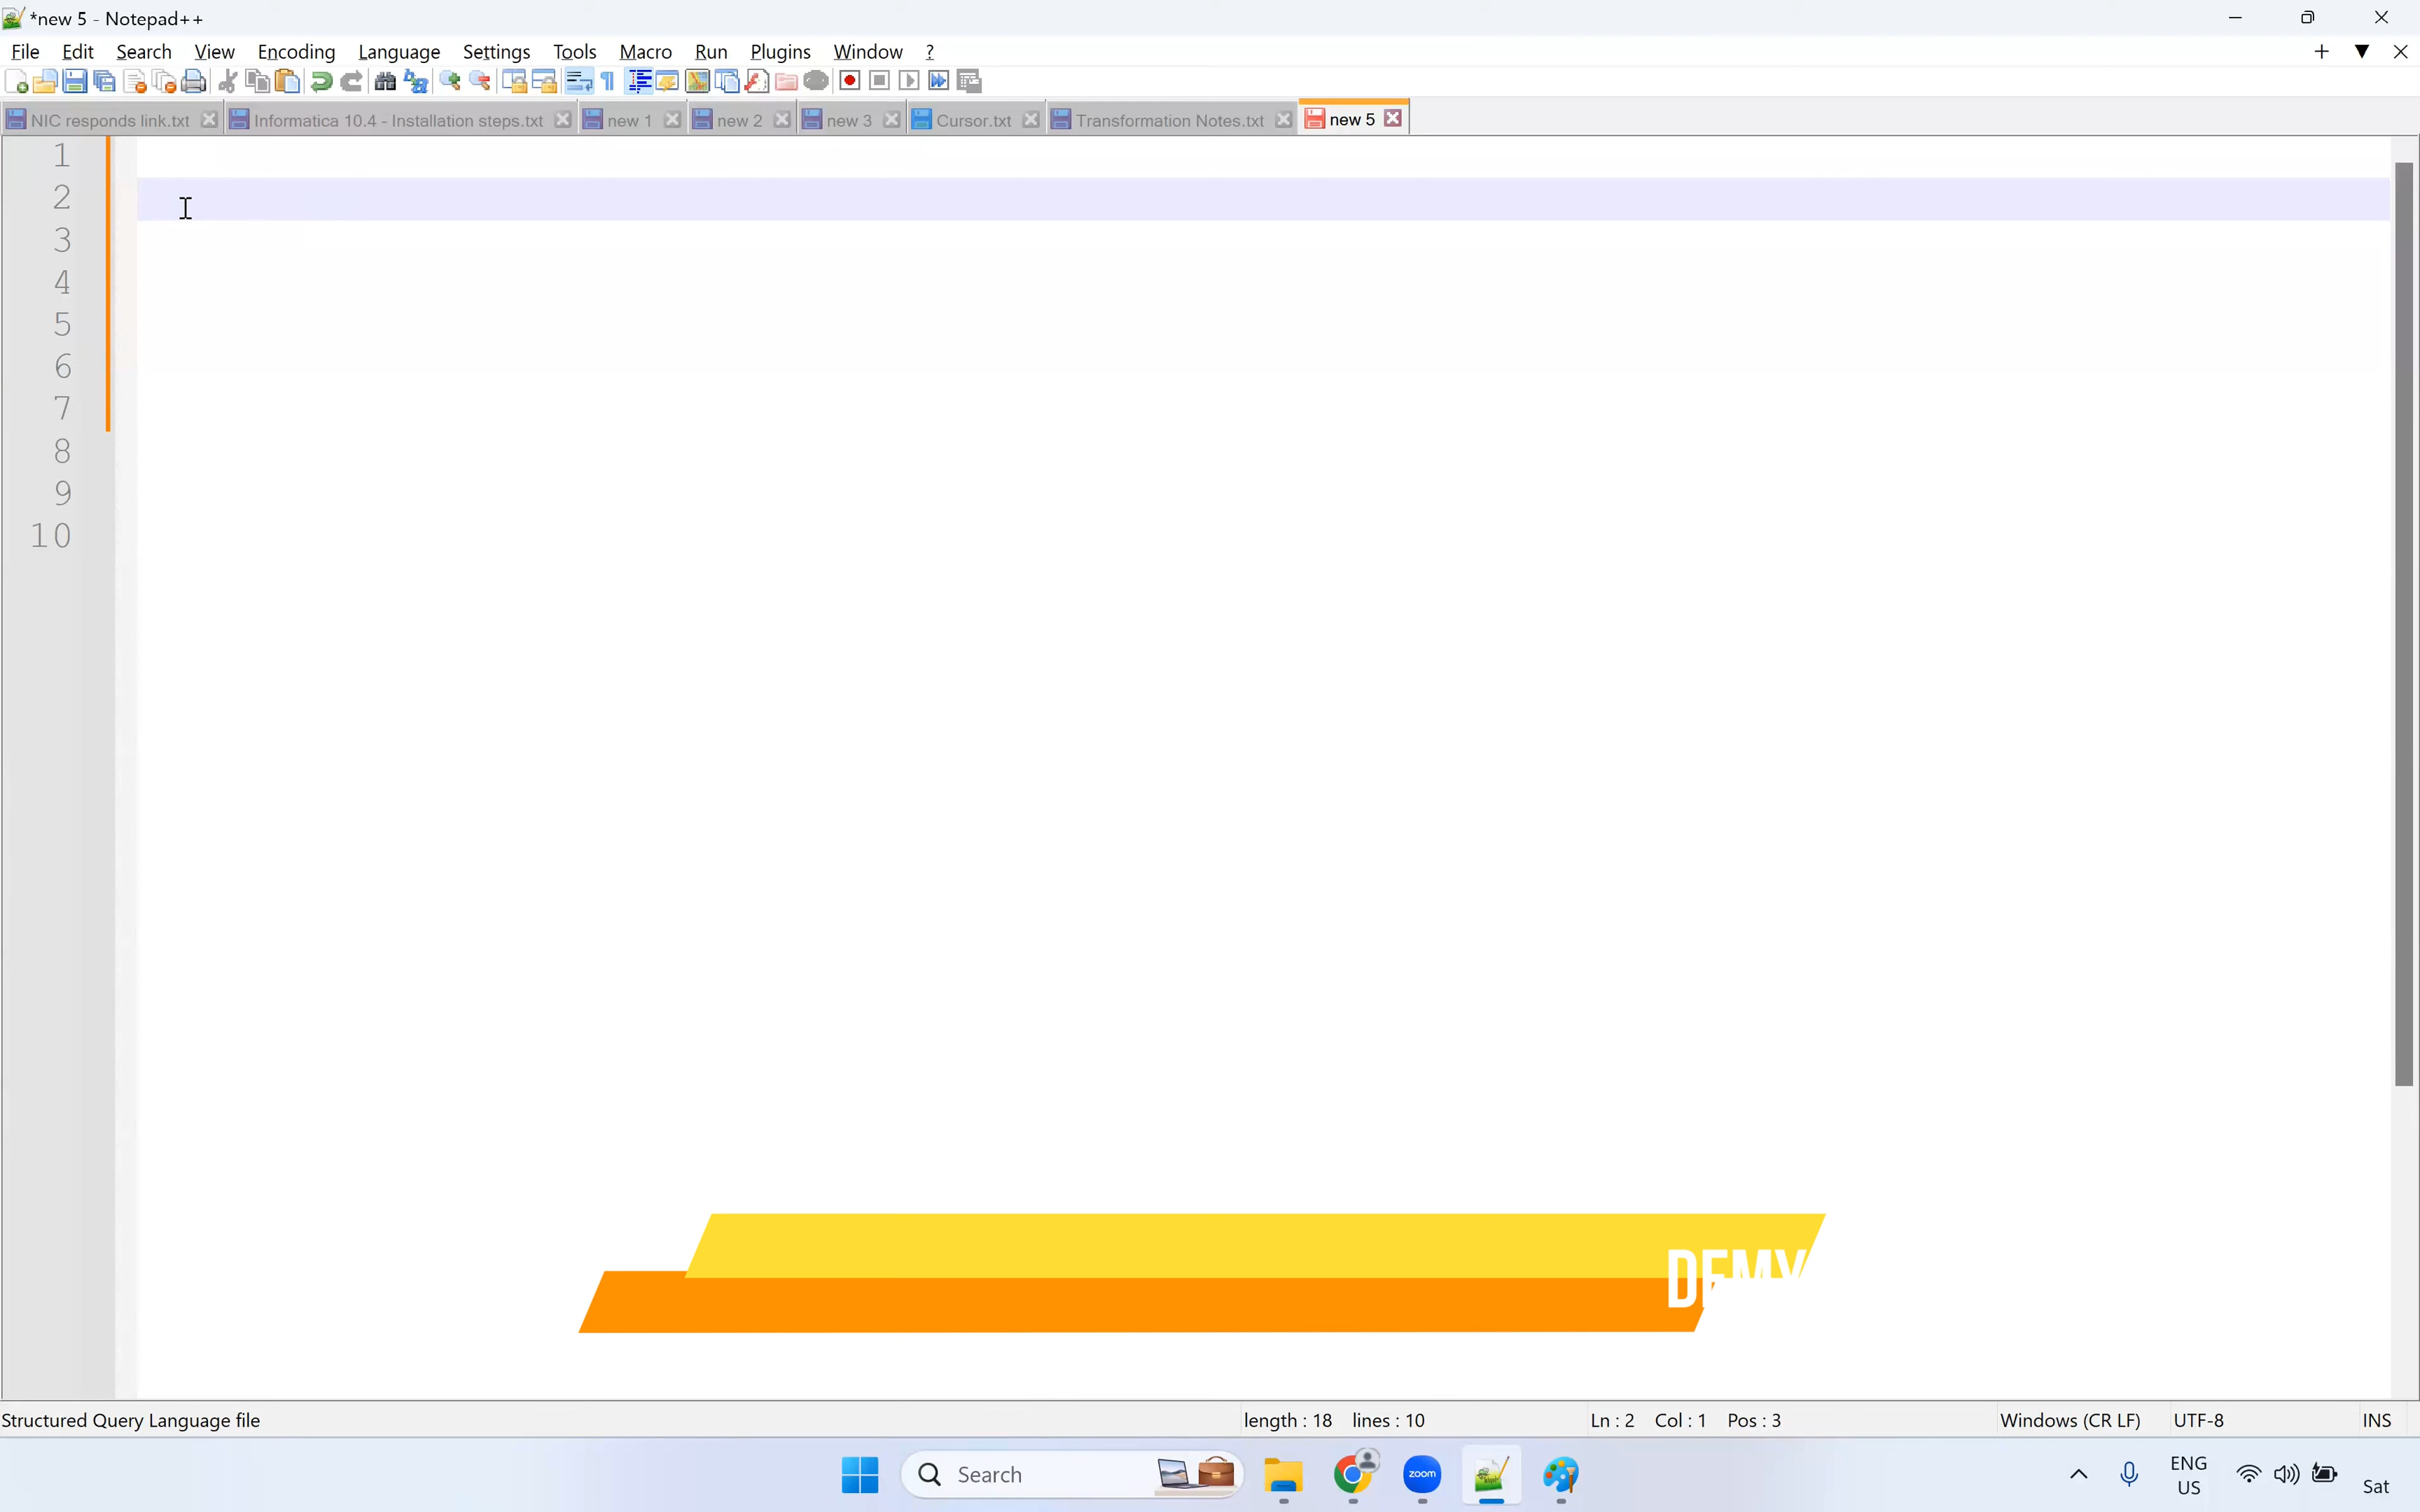 *new 5 - Notepad++
File Edit Search View Encoding Language Settings Tools Macro Run Plugins Window ?
NIC responds link.txt Informatica 10.4 - Installation steps.txt new 1 new 2 new 3 Cursor.txt Transformation Notes.txt new 5
1
2
3
4
5
6
7
8
9
10
Structured Query Language file length : 18 lines : 10 Ln : 2 Col : 1 Pos : 3 Windows (CR LF) UTF-8 INS
Search
zoom
ENG
US
Sat